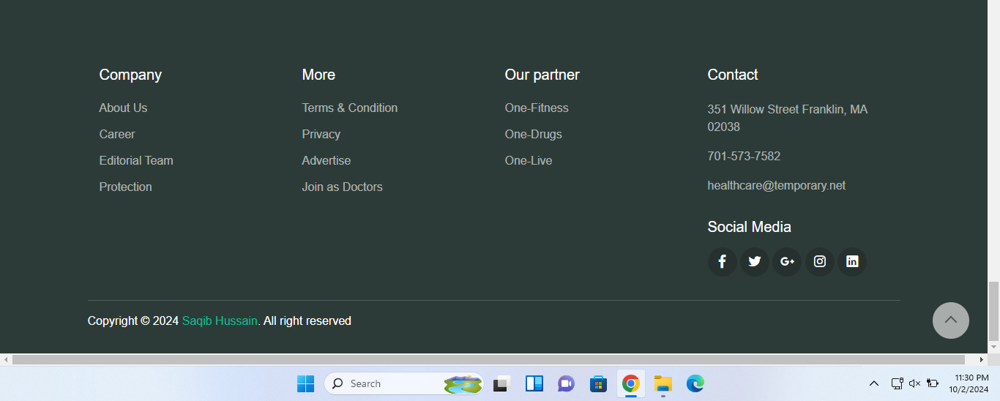 Company
About Us
Career
Editorial Team
Protection
More
Terms & Condition
Privacy
Advertise
Join as Doctors
Our partner
One-Fitness
One-Drugs
One-Live
Contact
351 Willow Street Franklin, MA
02038
701-573-7582
healthcare@temporary.net
Social Media
Copyright © 2024 Saqib Hussain. All right reserved
Search
11:30 PM
10/2/2024